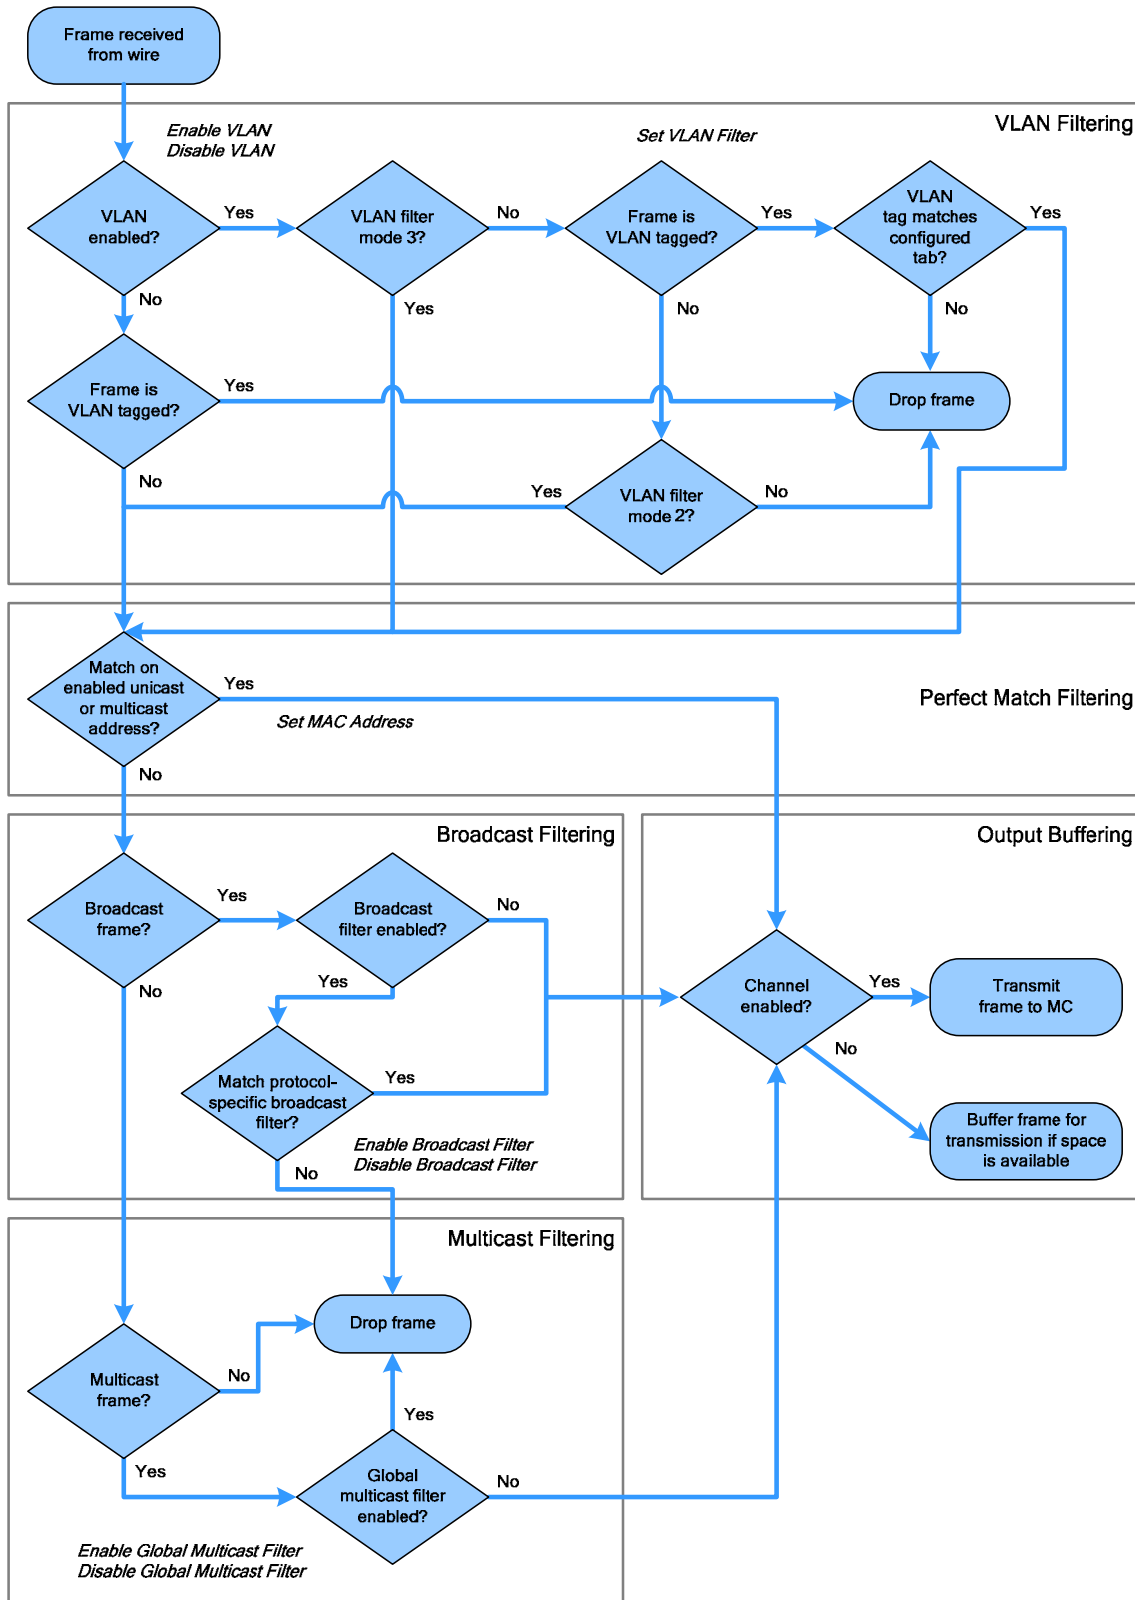 Frame received
from wire
VLAN Filtering
Enable VLAN
Disable VLAN
Set VLAN Filter
VLAN
enabled?
Yes
VLAN filter
mode 3?
No
Frame is
VLAN tagged?
Yes
VLAN
tag matches
configured
tab?
Yes
No
Yes
No
No
Frame is
VLAN tagged?
Yes
Drop frame
No
Yes
VLAN filter
mode 2?
No
Match on
enabled unicast
or multicast
address?
Yes
Set MAC Address
Perfect Match Filtering
No
Broadcast Filtering
Output Buffering
Broadcast
frame?
Yes
Broadcast
filter enabled?
No
No
Yes
Channel
enabled?
Yes
Transmit
frame to MC
No
Match protocol-
specific broadcast
filter?
Yes
Buffer frame for
transmission if space
is available
Enable Broadcast Filter
Disable Broadcast Filter
No
Multicast Filtering
Drop frame
Multicast
frame?
No
Yes
Yes
Global
multicast filter
enabled?
No
Enable Global Multicast Filter
Disable Global Multicast Filter